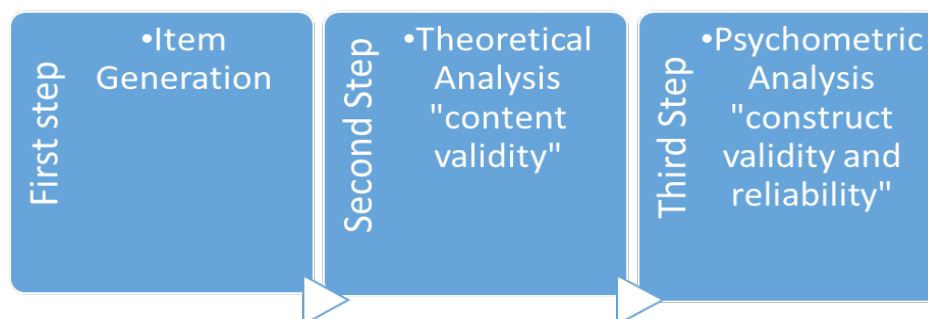 First step
•Item
Generation
Second Step
•Theoretical
Analysis
"content
validity"
Third Step
•Psychometric
Analysis
"construct
validity and
reliability"